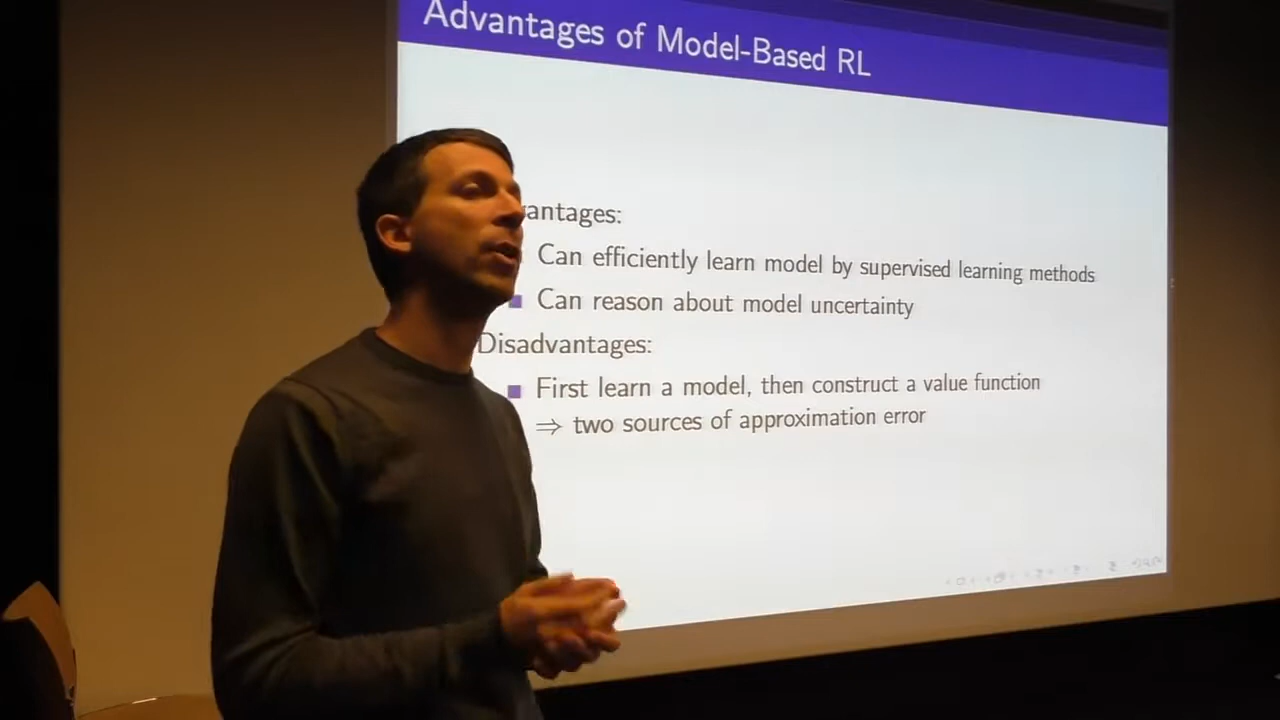 Advantages of Model-Based RL
vantages:
Can efficiently learn model by supervised learning methods
Can reason about model uncertainty
Disadvantages:
First learn a model, then construct a value function
⇒ two sources of approximation error